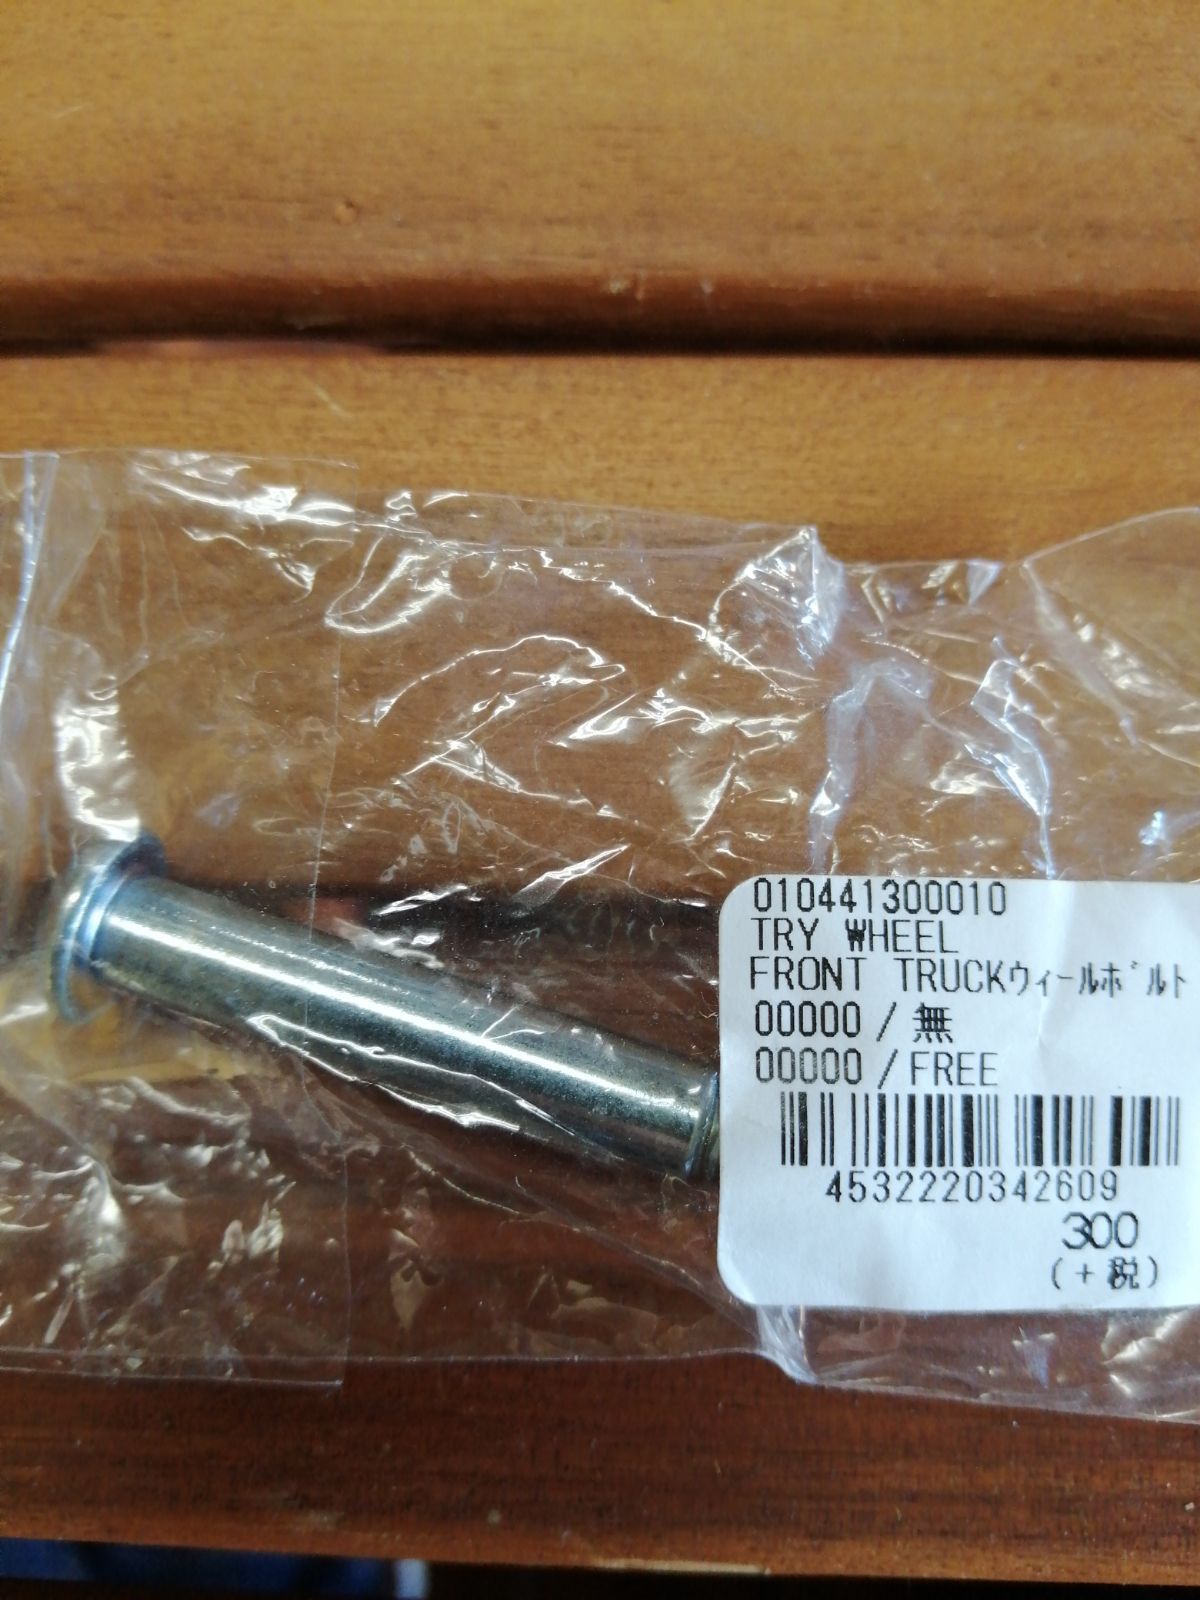 010441300010
TRY WHEEL
FRONT TRUCKウィールボルト
00000/無
00000/FREE
4532220342609
300
(+税)